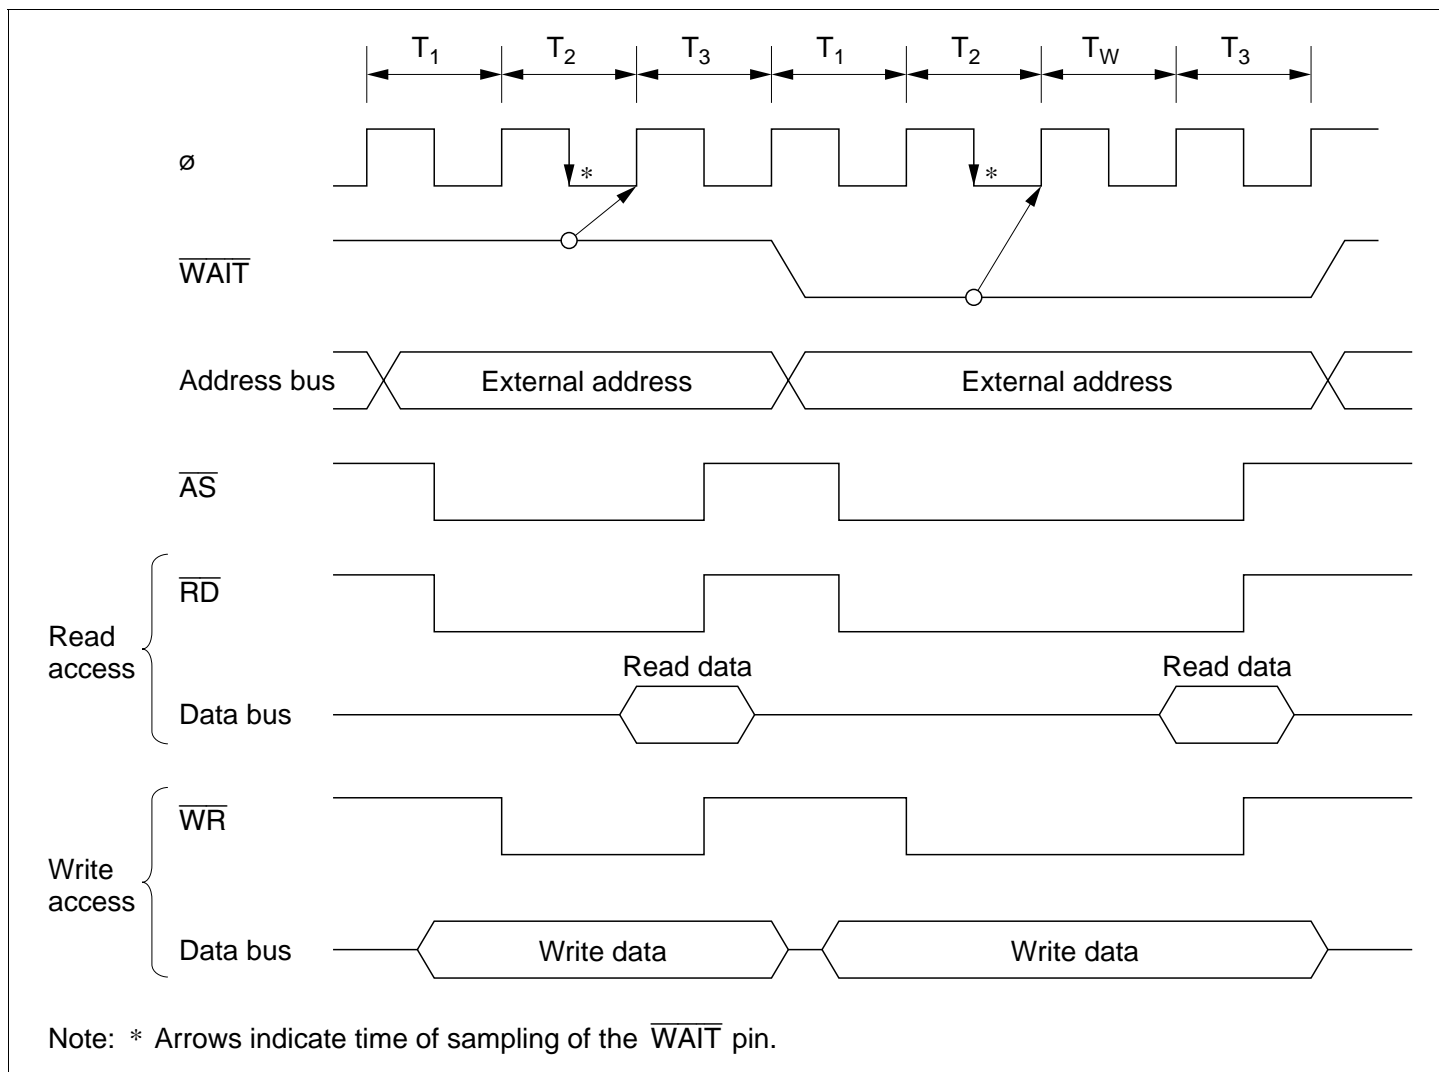 T1 T2 T3 T1 T2 TW T3
ø
* *
WAIT
Address bus External address External address
AS
Read access
RD
Read data Read data
Data bus
Write access
WR
Data bus Write data Write data
Note: * Arrows indicate time of sampling of the WAIT pin.